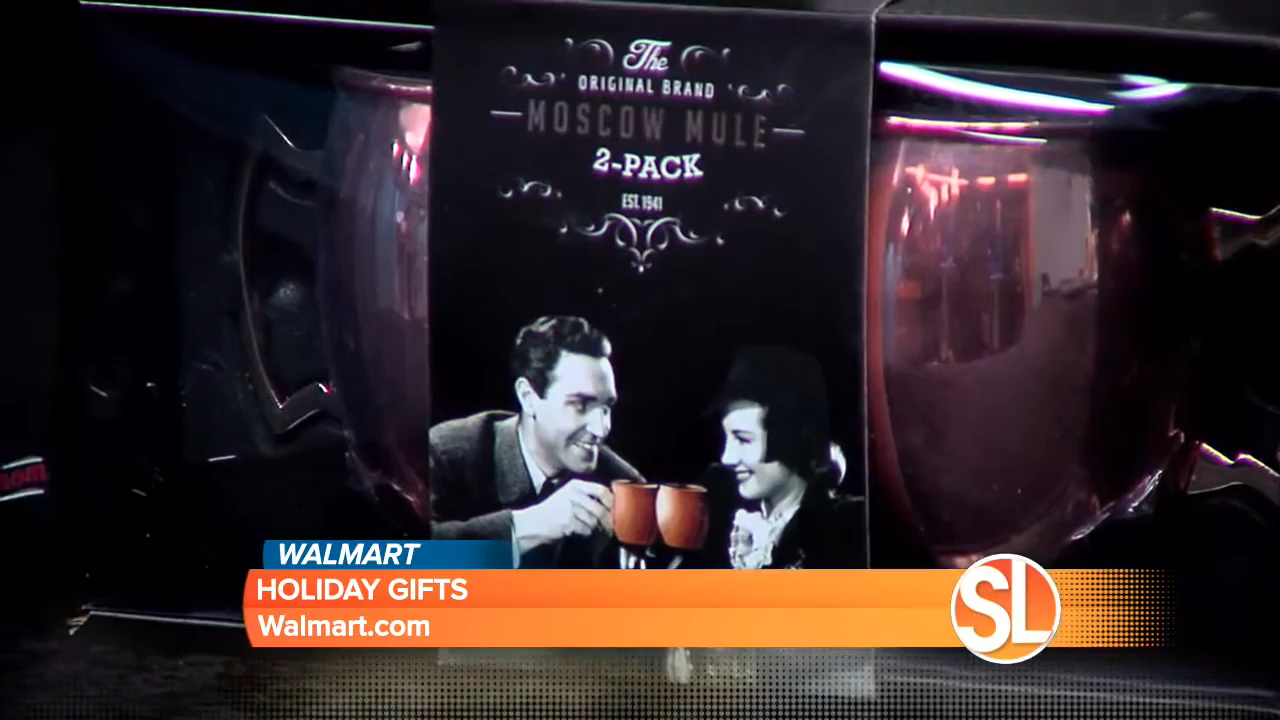 The
ORIGINAL BRAND
MOSCOW MULE
2-PACK
EST. 1941
WALMART
HOLIDAY GIFTS
Walmart.com
SL